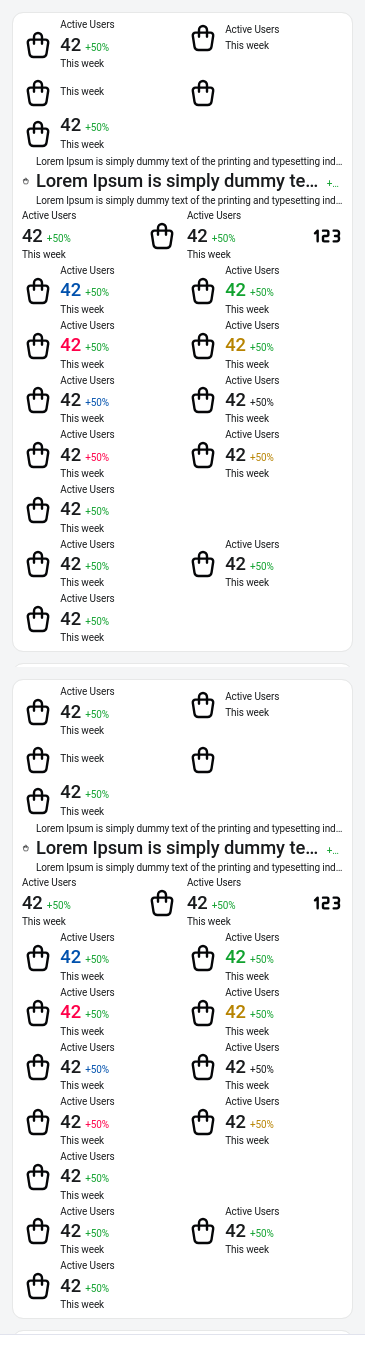 Active Users
42 +50%
This week
Active Users
This week
This week
42 +50%
This week
Lorem Ipsum is simply dummy text of the printing and typesetting ind...
Lorem Ipsum is simply dummy te... +...
Lorem Ipsum is simply dummy text of the printing and typesetting ind...
Active Users
42 +50%
This week
Active Users
42 +50%
This week
123
Active Users
42 +50%
This week
Active Users
42 +50%
This week
Active Users
42 +50%
This week
Active Users
42 +50%
This week
Active Users
42 +50%
This week
Active Users
42 +50%
This week
Active Users
42 +50%
This week
Active Users
42 +50%
This week
Active Users
42 +50%
This week
Active Users
42 +50%
This week
Active Users
42 +50%
This week
Active Users
42 +50%
This week
Active Users
42 +50%
This week
Active Users
This week
This week
42 +50%
This week
Lorem Ipsum is simply dummy text of the printing and typesetting ind...
Lorem Ipsum is simply dummy te... +...
Lorem Ipsum is simply dummy text of the printing and typesetting ind...
Active Users
42 +50%
This week
Active Users
42 +50%
This week
123
Active Users
42 +50%
This week
Active Users
42 +50%
This week
Active Users
42 +50%
This week
Active Users
42 +50%
This week
Active Users
42 +50%
This week
Active Users
42 +50%
This week
Active Users
42 +50%
This week
Active Users
42 +50%
This week
Active Users
42 +50%
This week
Active Users
42 +50%
This week
Active Users
42 +50%
This week
Active Users
42 +50%
This week